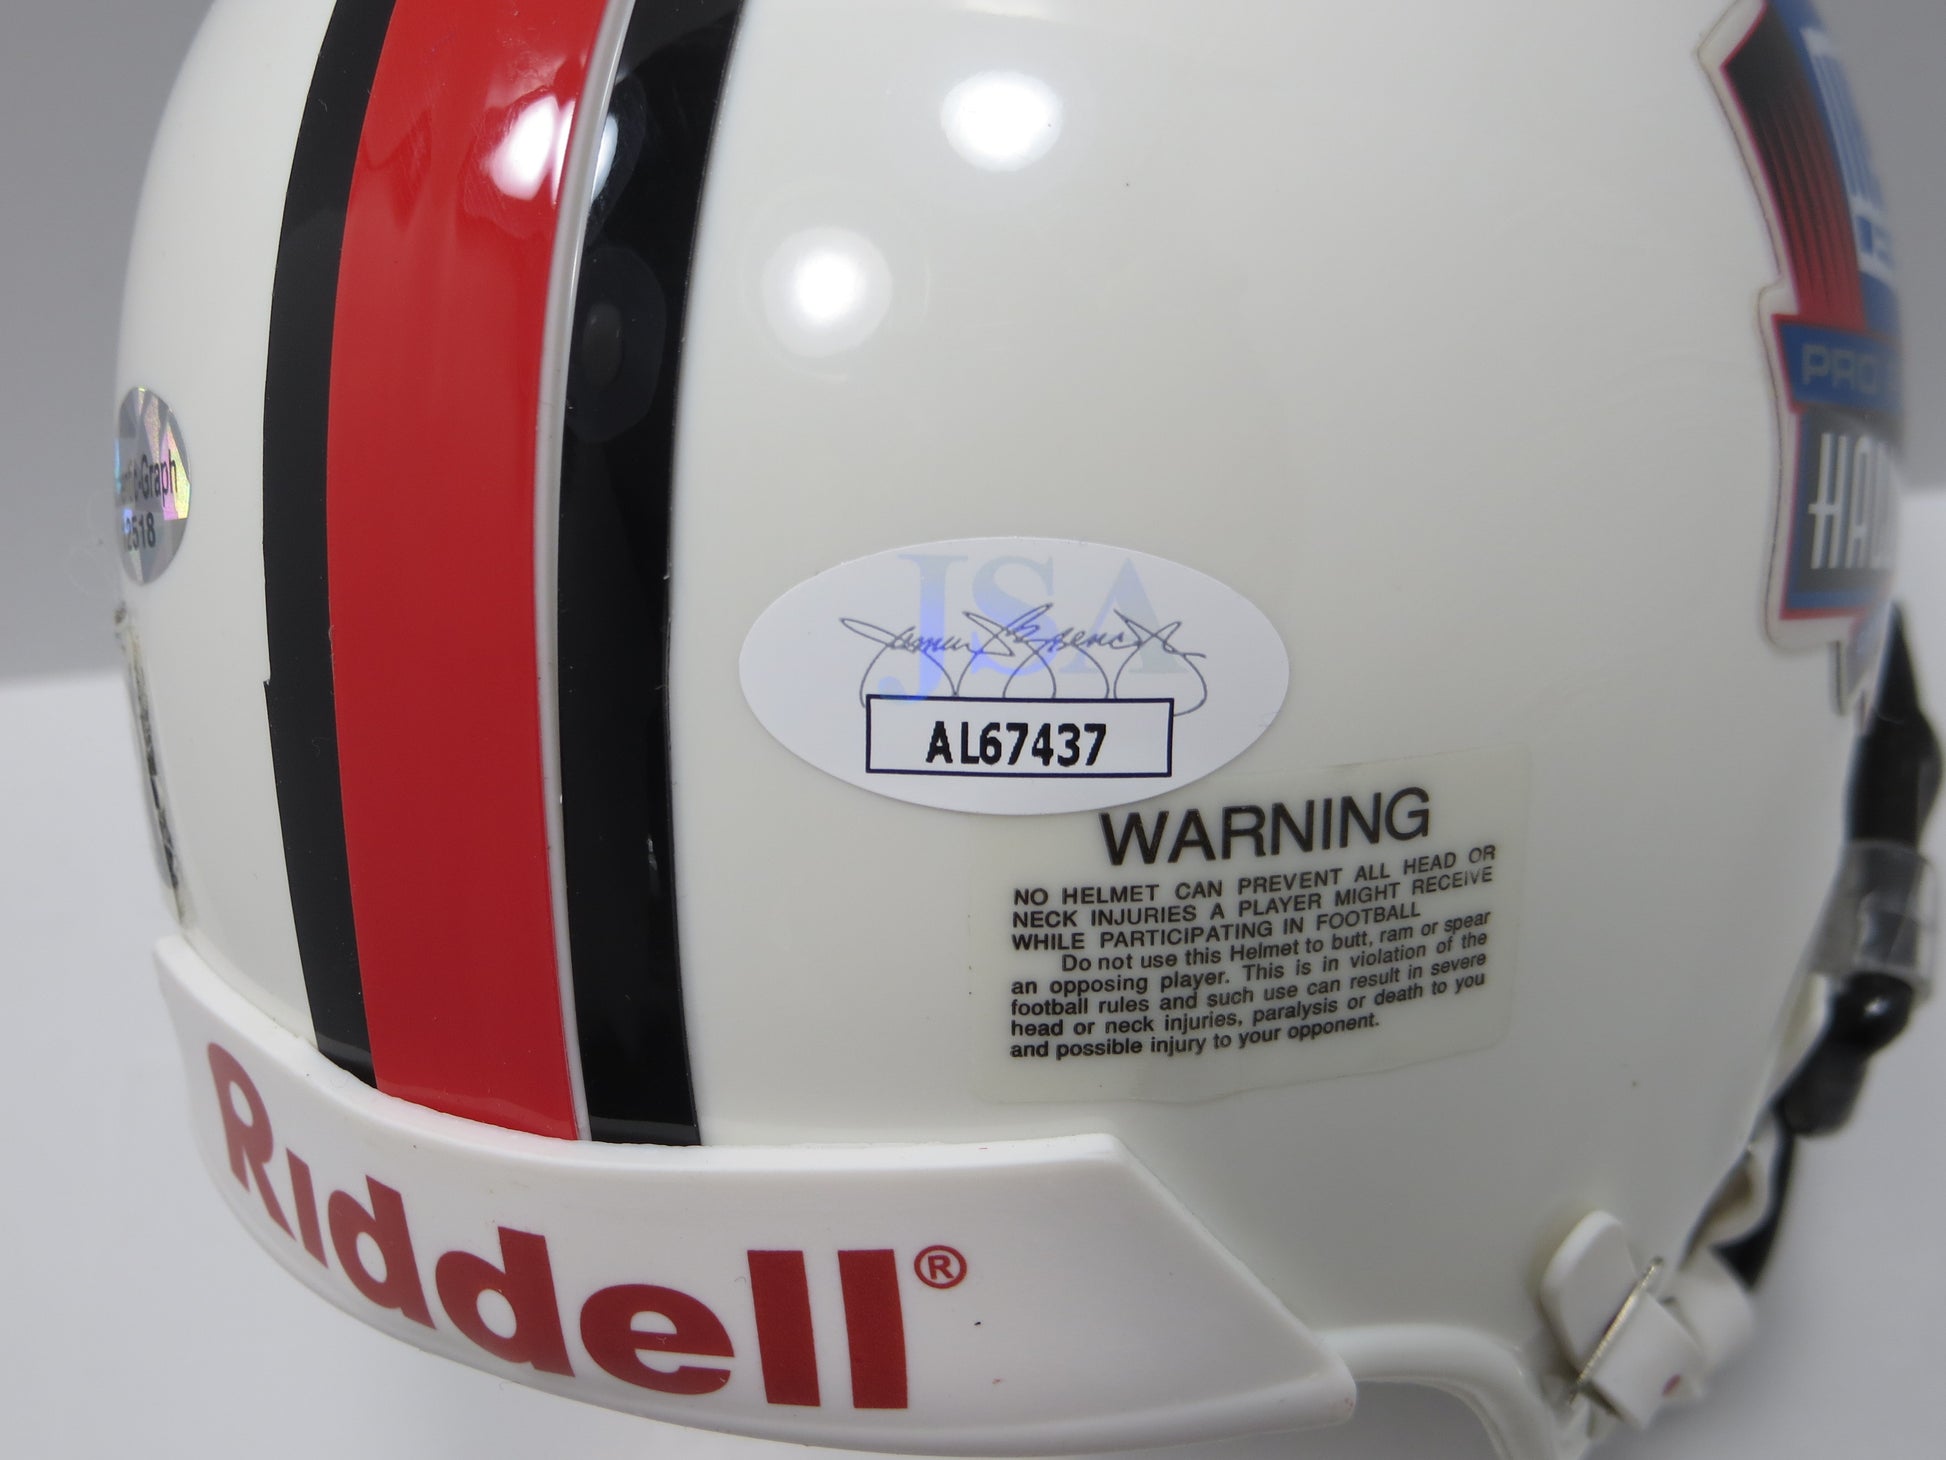 -Graph
2518
JSA
AL67437
WARNING
NO HELMET CAN PREVENT ALL HEAD OR
NECK INJURIES A PLAYER MIGHT RECEIVE
WHILE PARTICIPATING IN FOOTBALL
Do not use this Helmet to butt, ram or spear
an opposing player. This is in violation of the
football rules and such use can result in severe
head or neck injuries, paralysis or death to you
and possible injury to your opponent.
Riddell®
PRO
HALL